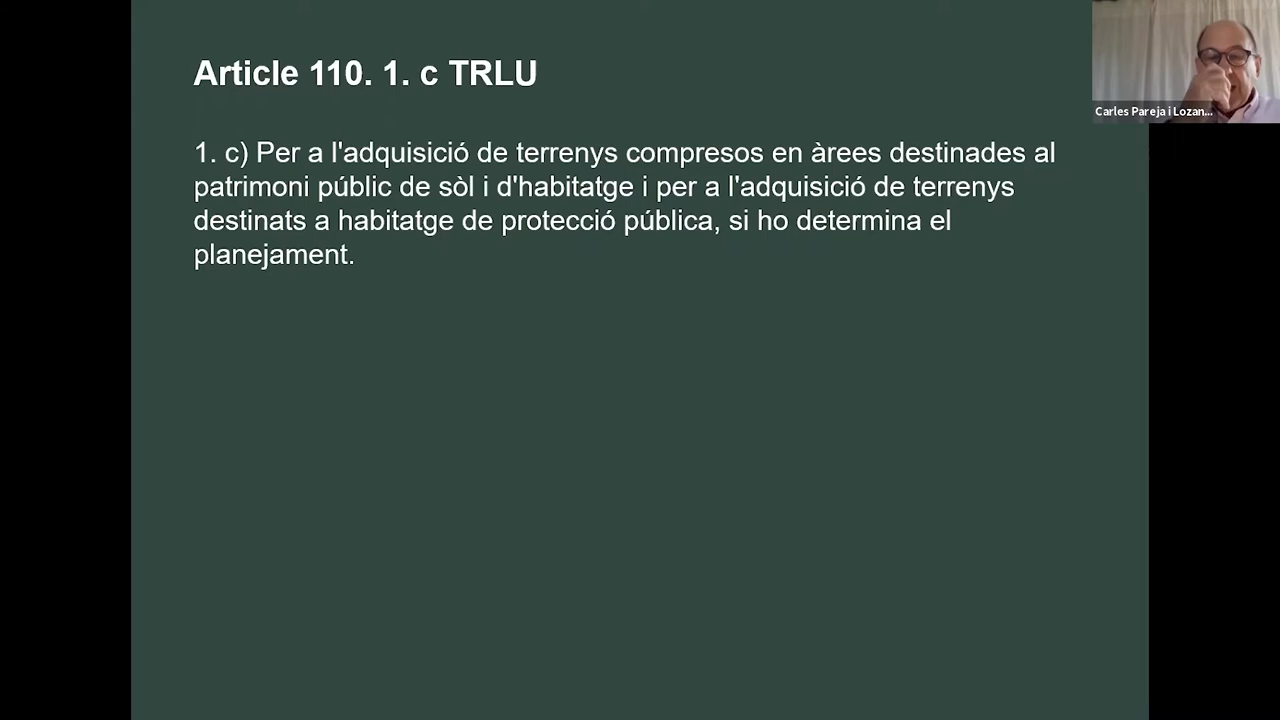 Article 110. 1. c TRLU
Carles Pareja i Lozan...
1. c) Per a l'adquisició de terrenys compresos en àrees destinades al
patrimoni públic de sòl i d'habitatge i per a l'adquisició de terrenys
destinats a habitatge de protecció pública, si ho determina el
planejament.